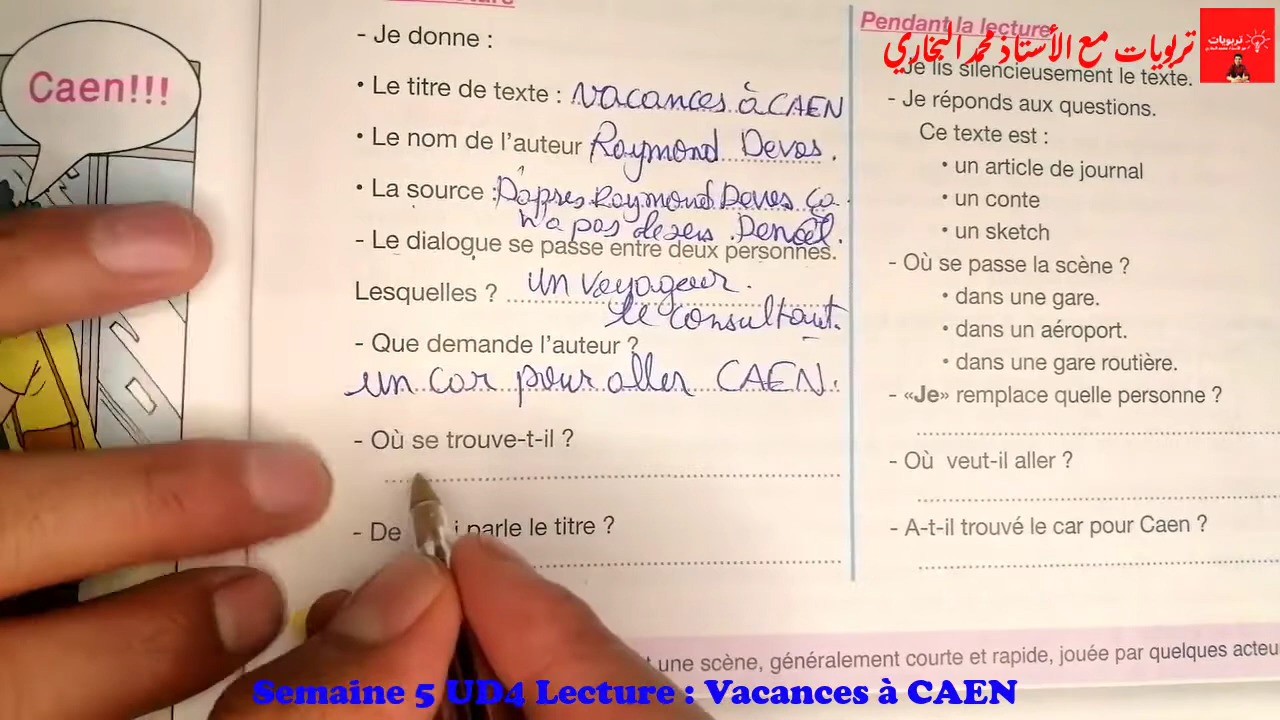 Caen!!!
- Je donne :
• Le titre de texte : vacances à CAEN
• Le nom de l'auteur Raymond Devos.
• La source : D'apres Raymond Devos ça
n'a pas de sens. Denoël.
- Le dialogue se passe entre deux personnes.
Lesquelles ? un voyageur.
le consultant.
- Que demande l'auteur ?
un car pour aller CAEN.
- Où se trouve-t-il ?
- De parle le titre ?
Pendant la lecture
تربويات مع الأستاذ محمد البخاري
تربويات
Je lis silencieusement le texte.
- Je réponds aux questions.
Ce texte est :
• un article de journal
• un conte
• un sketch
- Où se passe la scène ?
• dans une gare.
• dans un aéroport.
• dans une gare routière.
- «Je» remplace quelle personne ?
- Où veut-il aller ?
- A-t-il trouvé le car pour Caen ?
une scène, généralement courte et rapide, jouée par quelques acteu
Semaine 5 UD4 Lecture : Vacances à CAEN